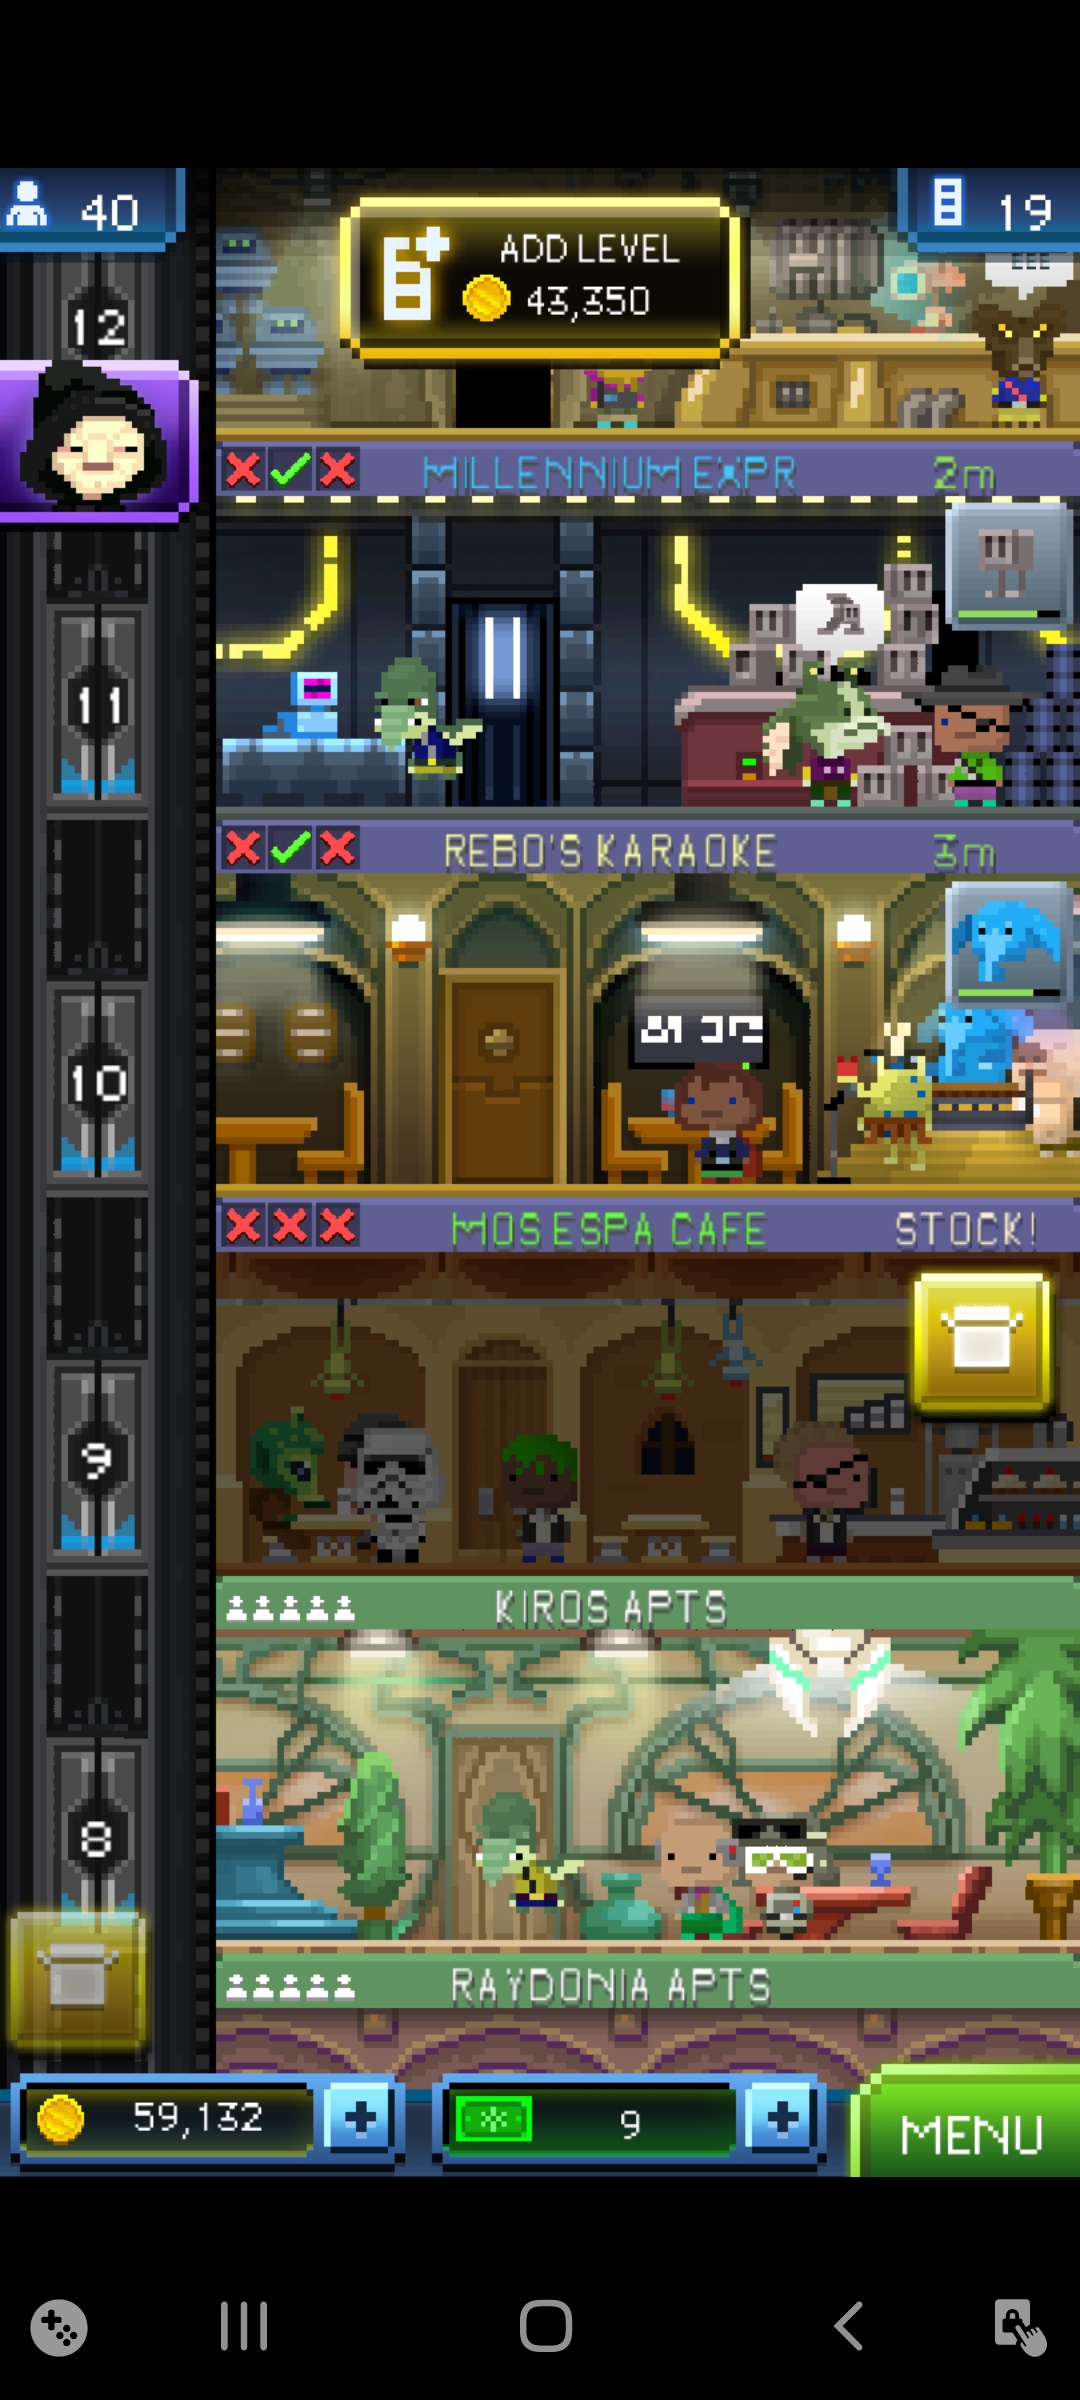 40
ADD LEVEL
43,350
19
EEE
12
MILLENNIUM EXPR
2m
11
REBO'S KARAOKE
3m
10
MOS ESPA CAFE
STOCK!
9
KIROS APTS
8
RAYDONIA APTS
59,132
9
MENU